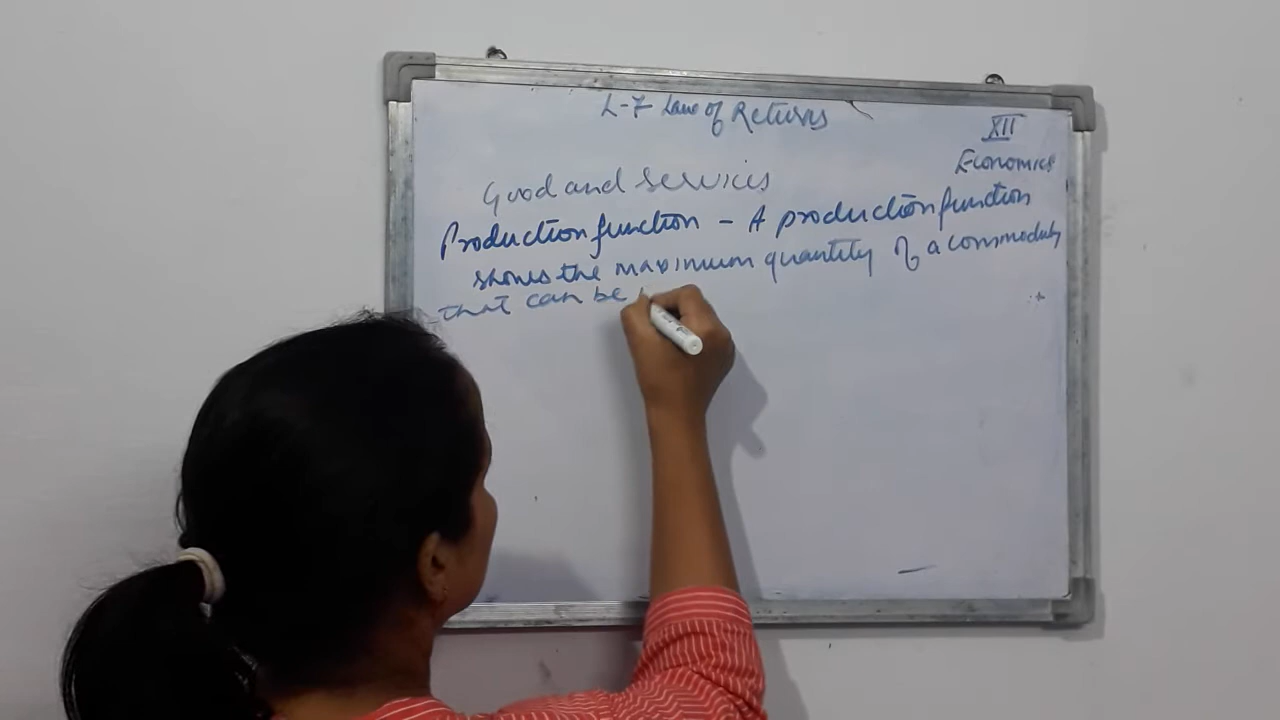 L-7 Law of Returns
XII
Economics
Good and services
Production function - A production function
shows the maximum quantity of a commodity
that can be